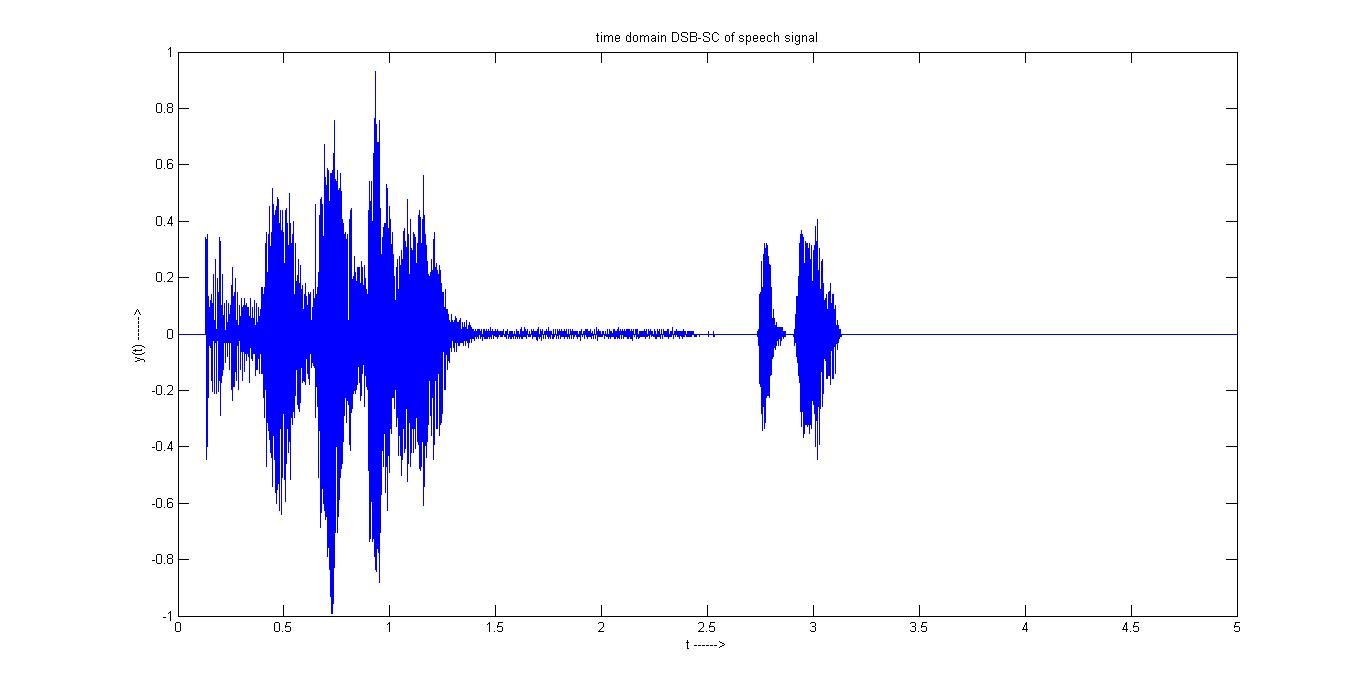 time domain DSB-SC of speech signal
1
0.8
0.6
0.4
0.2
0
-0.2
-0.4
-0.6
-0.8
-1
y(t) ------>
0 0.5 1 1.5 2 2.5 3 3.5 4 4.5 5
t ------>